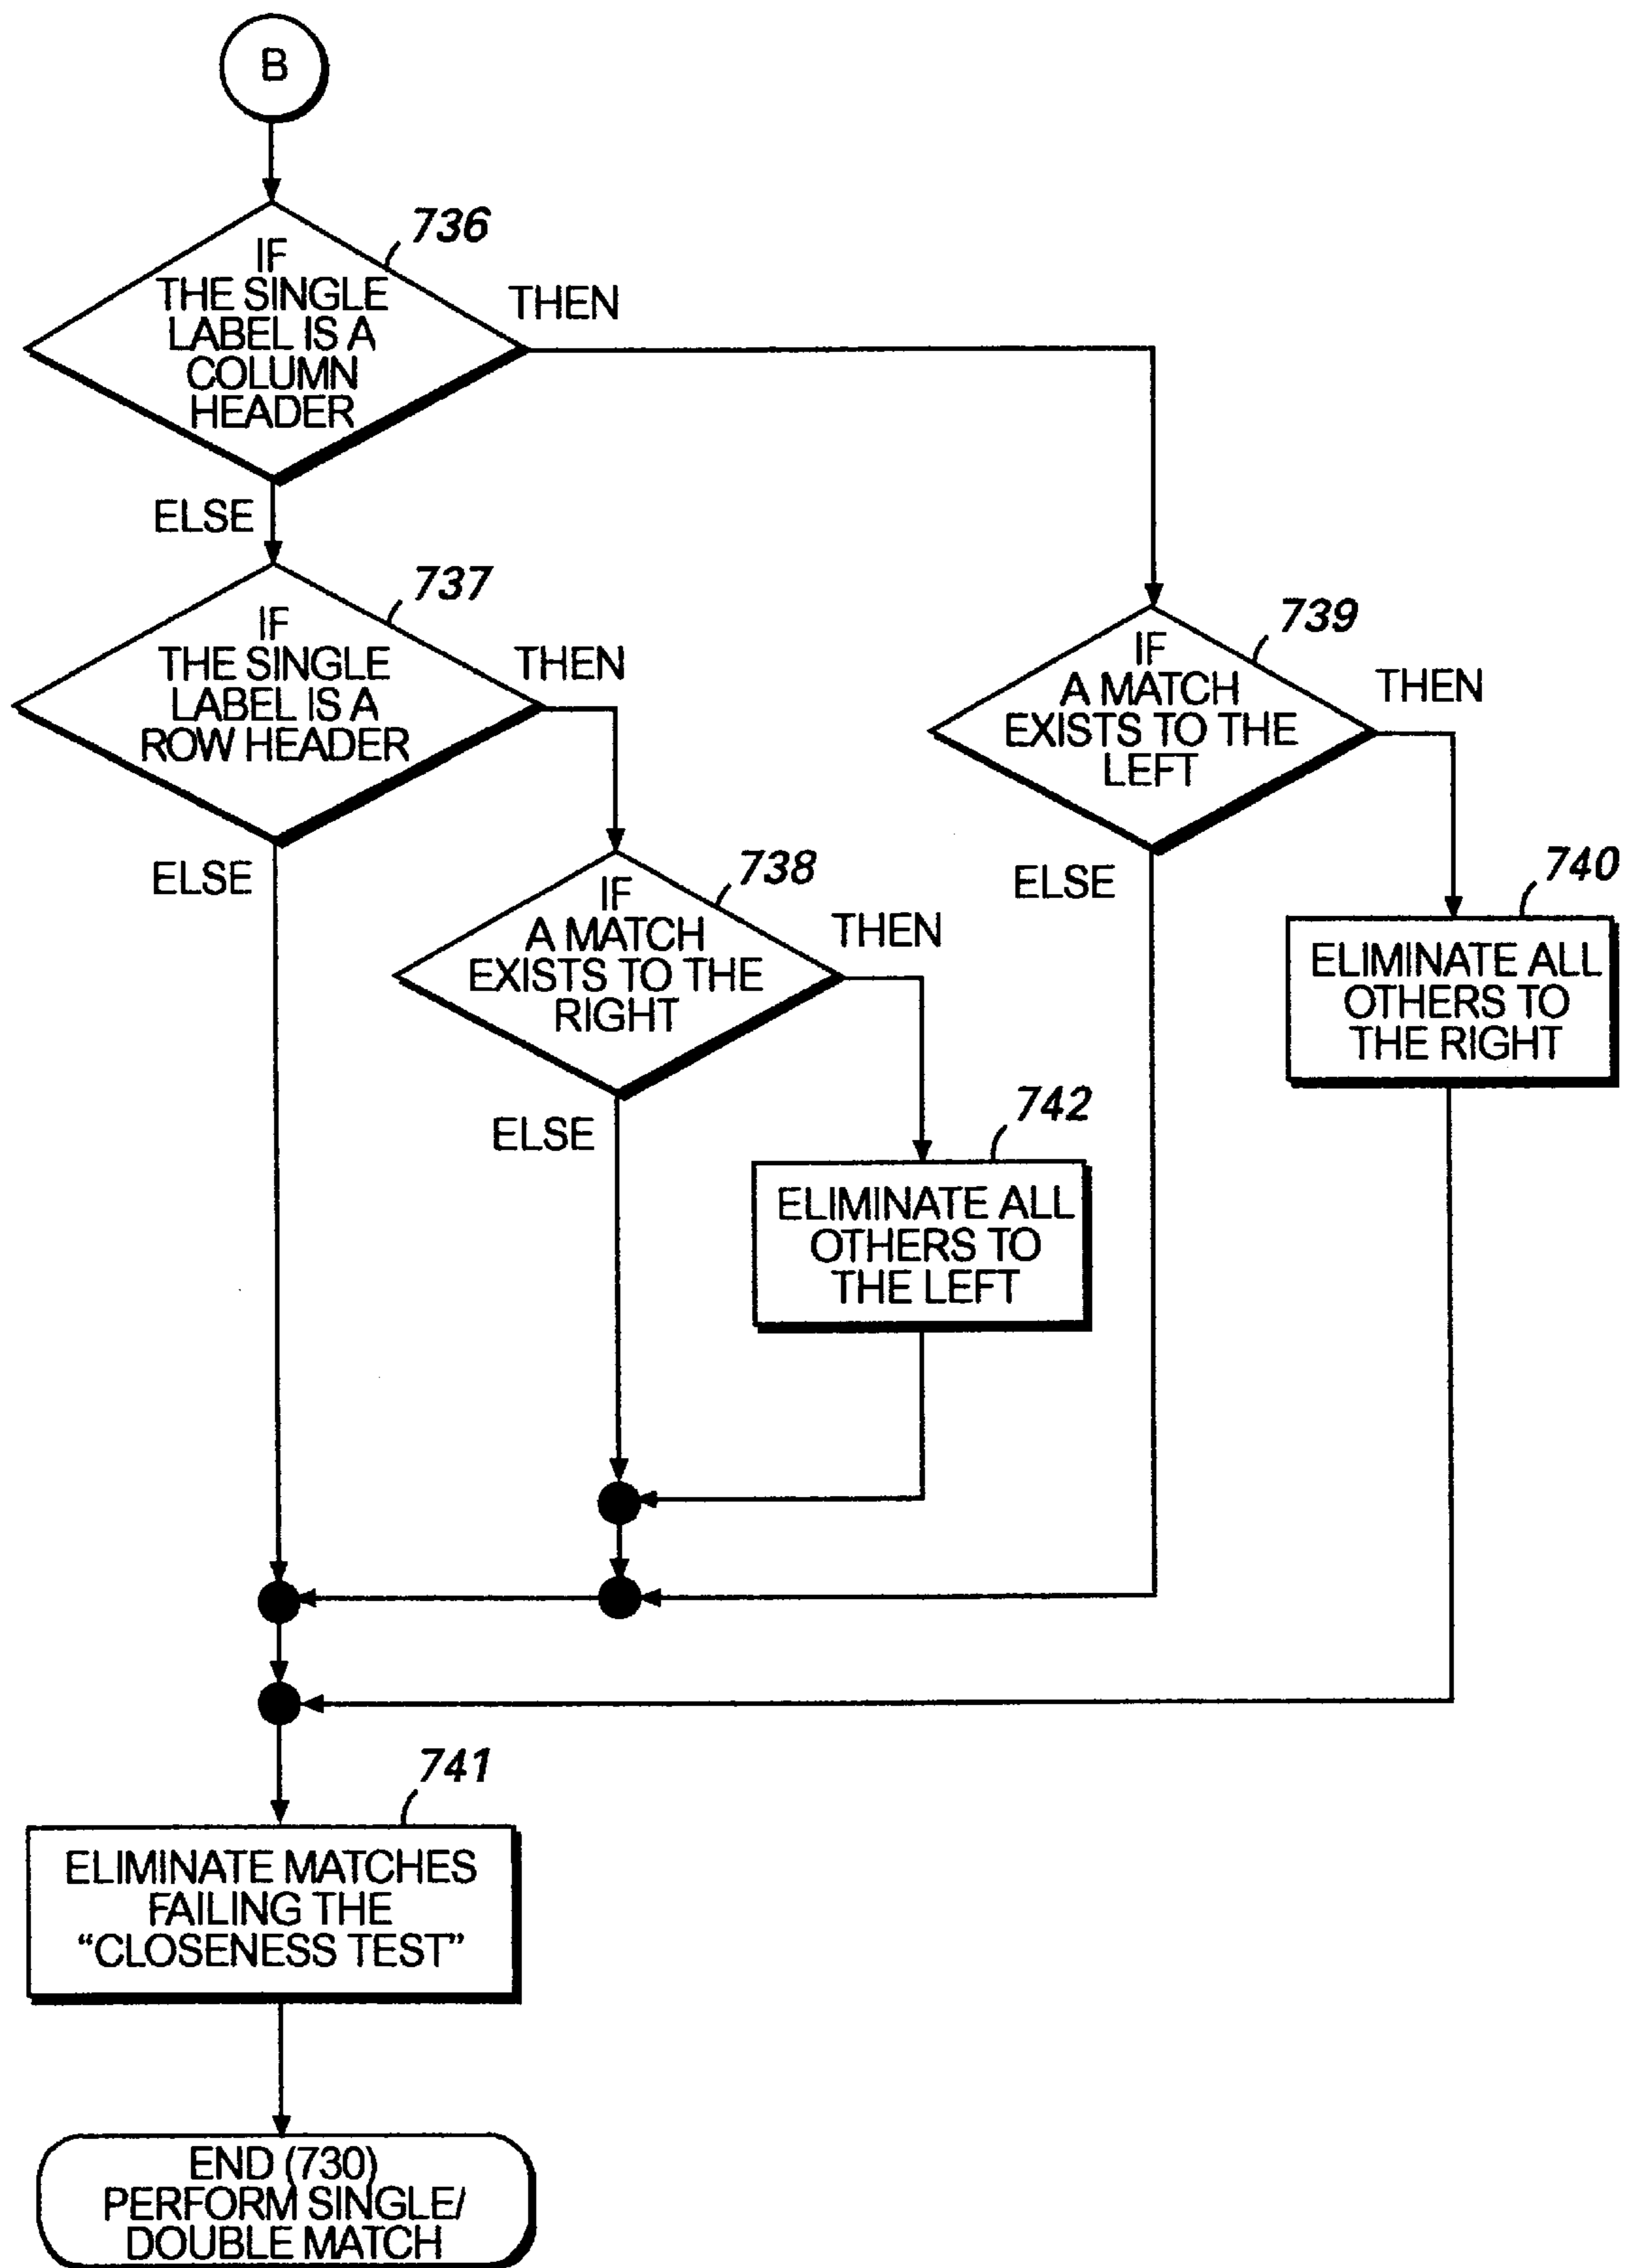 B
736
IF
THE SINGLE
LABEL IS A
COLUMN
HEADER
THEN
ELSE
737
IF
THE SINGLE
LABEL IS A
ROW HEADER
THEN
ELSE
739
IF
A MATCH
EXISTS TO THE
LEFT
THEN
ELSE
738
IF
A MATCH
EXISTS TO THE
RIGHT
THEN
ELSE
740
ELIMINATE ALL
OTHERS TO
THE RIGHT
742
ELIMINATE ALL
OTHERS TO
THE LEFT
741
ELIMINATE MATCHES
FAILING THE
“CLOSENESS TEST”
END (730)
PERFORM SINGLE/
DOUBLE MATCH